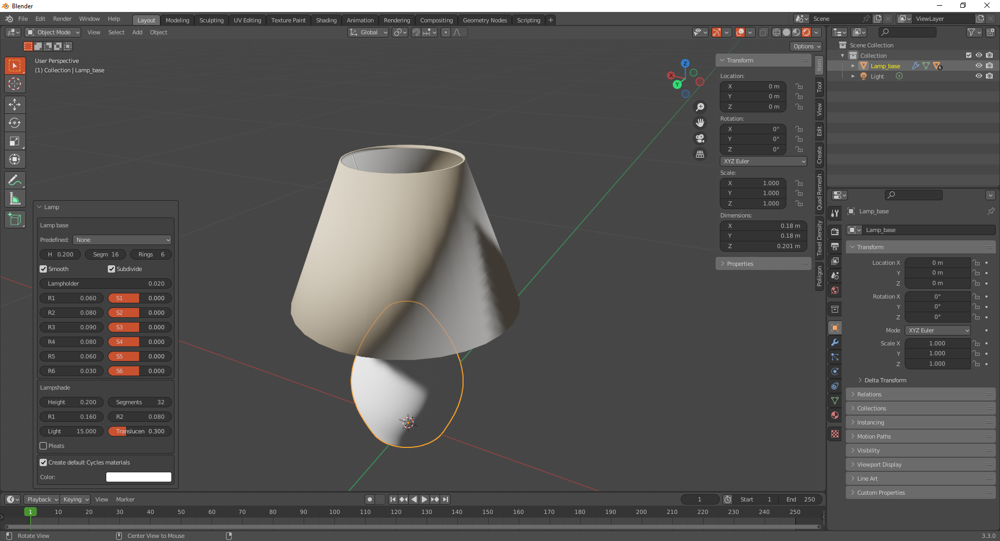 Blender
File Edit Render Window Help
Layout Modeling Sculpting UV Editing Texture Paint Shading Animation Rendering Compositing Geometry Nodes Scripting +
Scene
ViewLayer
Object Mode View Select Add Object
Global
Options
User Perspective
(1) Collection | Lamp_base
Z
X
Y
Lamp
Lamp base
Predefined: None
H 0.200 Segm 16 Rings 6
Smooth Subdivide
Lampholder 0.020
R1 0.060 S1 0.000
R2 0.080 S2 0.000
R3 0.090 S3 0.000
R4 0.080 S4 0.000
R5 0.060 S5 0.000
R6 0.030 S6 0.000
Lampshade
Height 0.200 Segments 32
R1 0.160 R2 0.080
Light 15.000 Translucen 0.300
Pleats
Create default Cycles materials
Color:
Transform
Location:
X 0 m
Y 0 m
Z 0 m
Rotation:
X 0°
Y 0°
Z 0°
XYZ Euler
Scale:
X 1.000
Y 1.000
Z 1.000
Dimensions:
X 0.18 m
Y 0.18 m
Z 0.201 m
Properties
Item
Tool
View
Edit
Create
Quad Remesh
Texel Density
Poliigon
Scene Collection
Collection
Lamp_base 6
Light
Lamp_base
Lamp_base
Transform
Location X 0 m
Y 0 m
Z 0 m
Rotation X 0°
Y 0°
Z 0°
Mode XYZ Euler
Scale X 1.000
Y 1.000
Z 1.000
Delta Transform
Relations
Collections
Instancing
Motion Paths
Visibility
Viewport Display
Line Art
Custom Properties
Playback Keying View Marker
1 Start 1 End 250
1 10 20 30 40 50 60 70 80 90 100 110 120 130 140 150 160 170 180 190 200 210 220 230 240 250
Rotate View Center View to Mouse
3.3.0